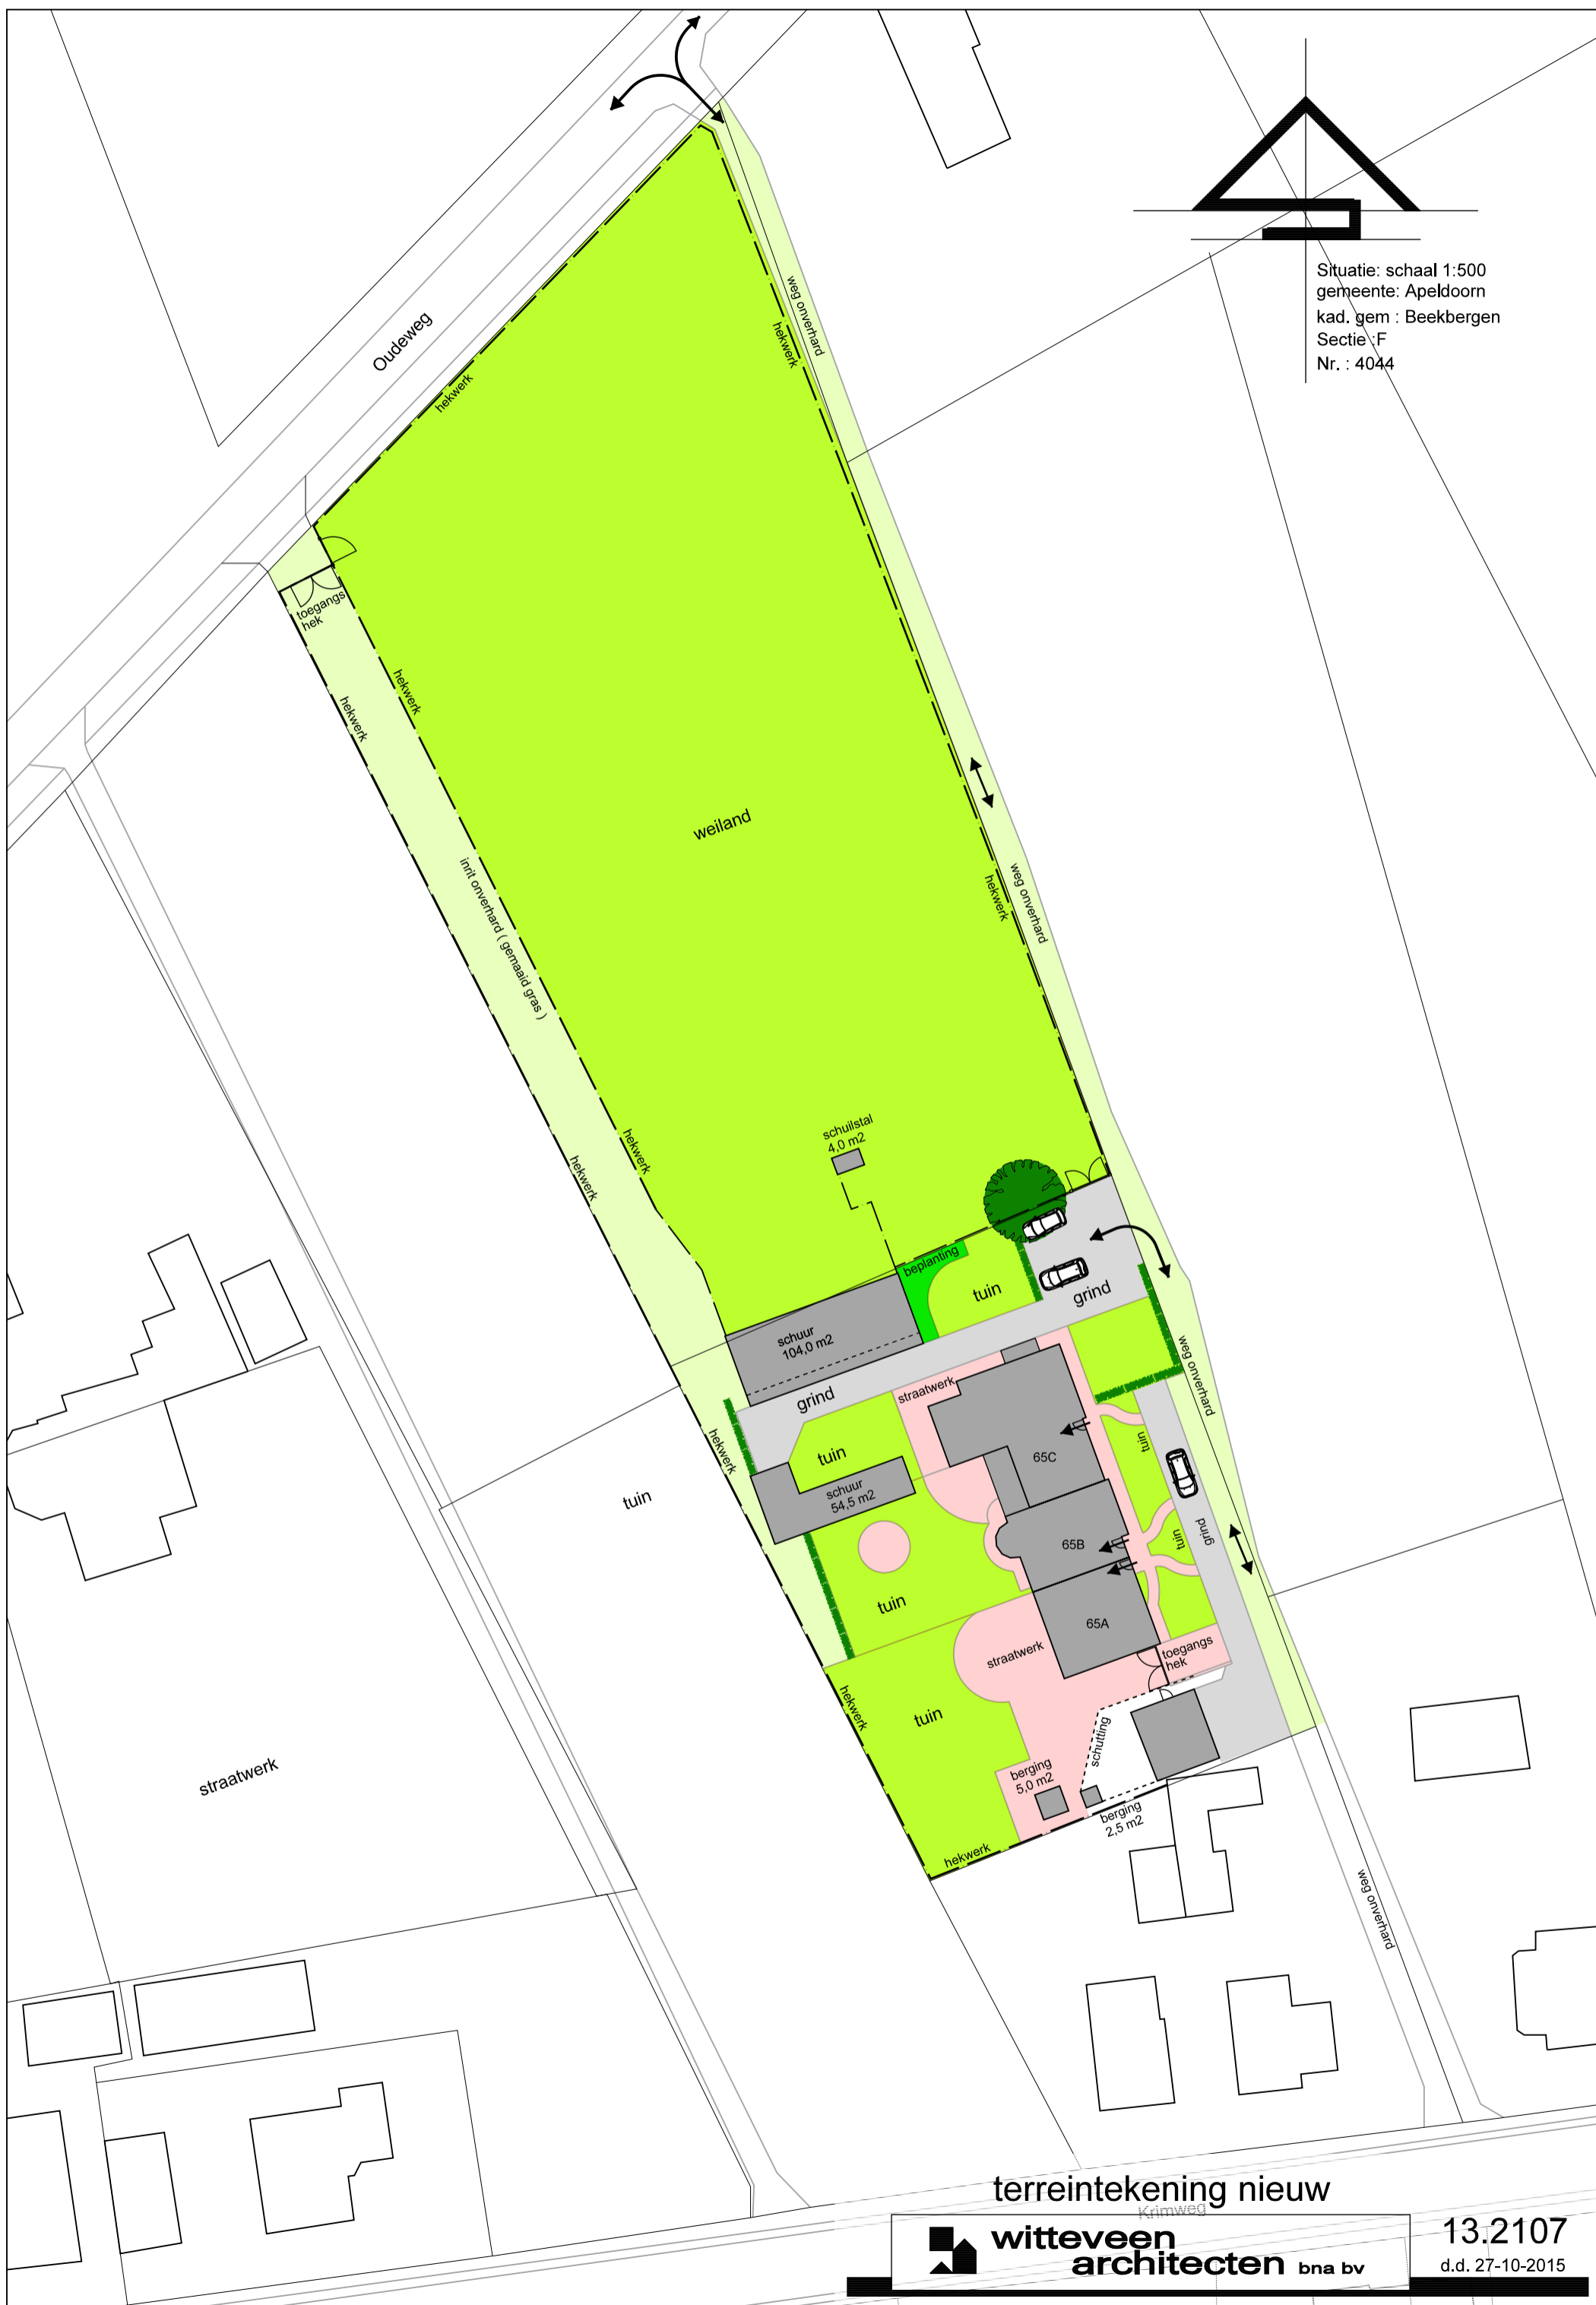 Situatie: schaal 1:500
gemeente: Apeldoorn
kad. gem : Beekbergen
Sectie :F
Nr. : 4044
Oudeweg
hekwerk
weg onverhard
hekwerk
toegangs
hek
hekwerk
hekwerk
weiland
inrit onverhard ( gemaaid gras )
hekwerk
weg onverhard
schuilstal
4,0 m2
hekwerk
hekwerk
beplanting
tuin
grind
schuur
104,0 m2
weg onverhard
grind
straatwerk
hekwerk
tuin
65C
tuin
tuin
schuur
54,5 m2
65B
tuin
grind
tuin
65A
straatwerk
toegangs
hek
hekwerk
tuin
schutting
straatwerk
berging
5,0 m2
berging
2,5 m2
hekwerk
weg onverhard
terreintekening nieuw
Krimweg
witteveen
architecten bna bv
13.2107
d.d. 27-10-2015